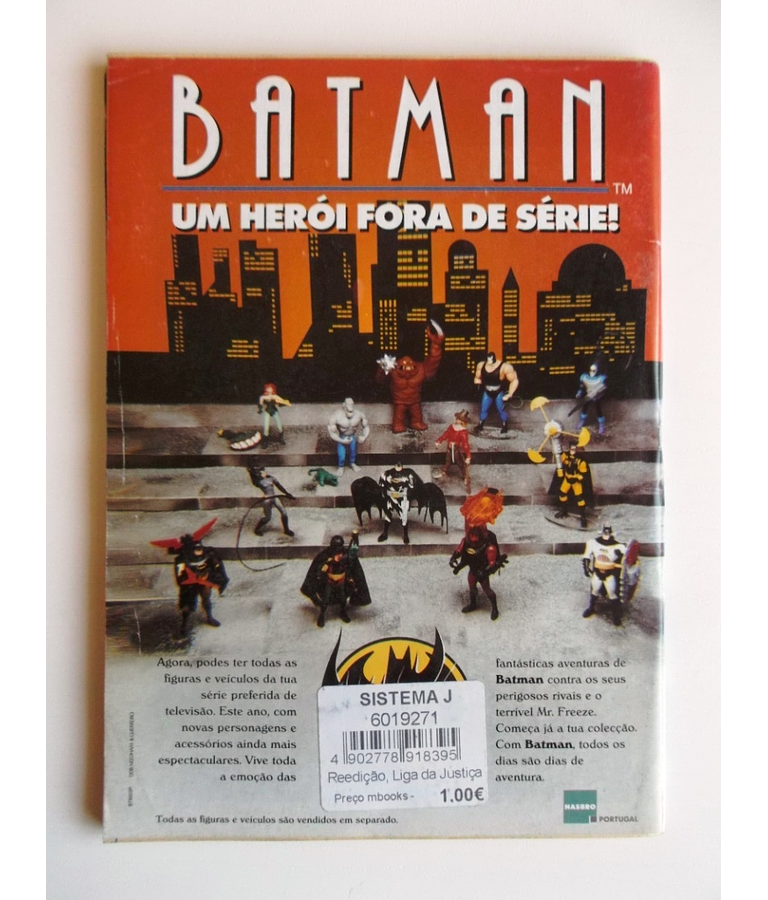 BATMAN
TM
UM HERÓI FORA DE SÉRIE!
Agora, podes ter todas as
figuras e veículos da tua
série preferida de
televisão. Este ano, com
novas personagens e
acessórios ainda mais
espectaculares. Vive toda
a emoção das
fantásticas aventuras de
Batman contra os seus
perigosos rivais e o
terrível Mr. Freeze.
Começa já a tua colecção.
Com Batman, todos os
dias são dias de
aventura.
SISTEMA J
6019271
4 902778 918395
Reedição, Liga da Justiça
Preço mbooks - 1.00€
HASBRO
PORTUGAL
Todas as figuras e veículos são vendidos em separado.